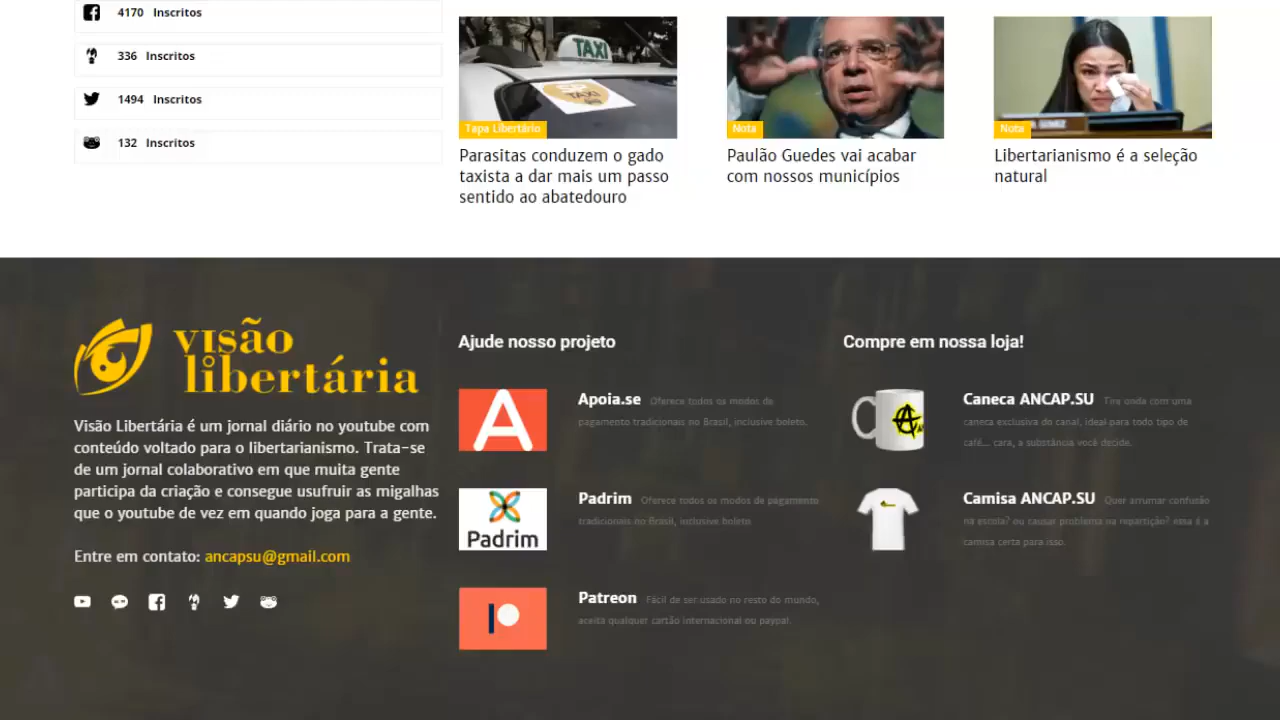 4170 Inscritos
336 Inscritos
1494 Inscritos
132 Inscritos
TAXI
SP
TAXI
Tapa Libertário
Parasitas conduzem o gado
taxista a dar mais um passo
sentido ao abatedouro
Nota
Paulão Guedes vai acabar
com nossos municípios
Nota
Libertarianismo é a seleção
natural
visão
libertária
Visão Libertária é um jornal diário no youtube com
conteúdo voltado para o libertarianismo. Trata-se
de um jornal colaborativo em que muita gente
participa da criação e consegue usufruir as migalhas
que o youtube de vez em quando joga para a gente.
Entre em contato: ancapsu@gmail.com
Ajude nosso projeto
Apoia.se Oferece todos os modos de
pagamento tradicionais no Brasil, inclusive boleto.
Padrim
Padrim Oferece todos os modos de pagamento
tradicionais no Brasil, inclusive boleto
Patreon Fácil de ser usado no resto do mundo,
aceita qualquer cartão internacional ou paypal.
Compre em nossa loja!
Caneca ANCAP.SU Tire onda com uma
caneca exclusiva do canal, ideal para todo tipo de
café... cara, a substância você decide.
Camisa ANCAP.SU Quer arrumar confusão
na escola? ou causar problema na repartição? essa é a
camisa certa para isso.